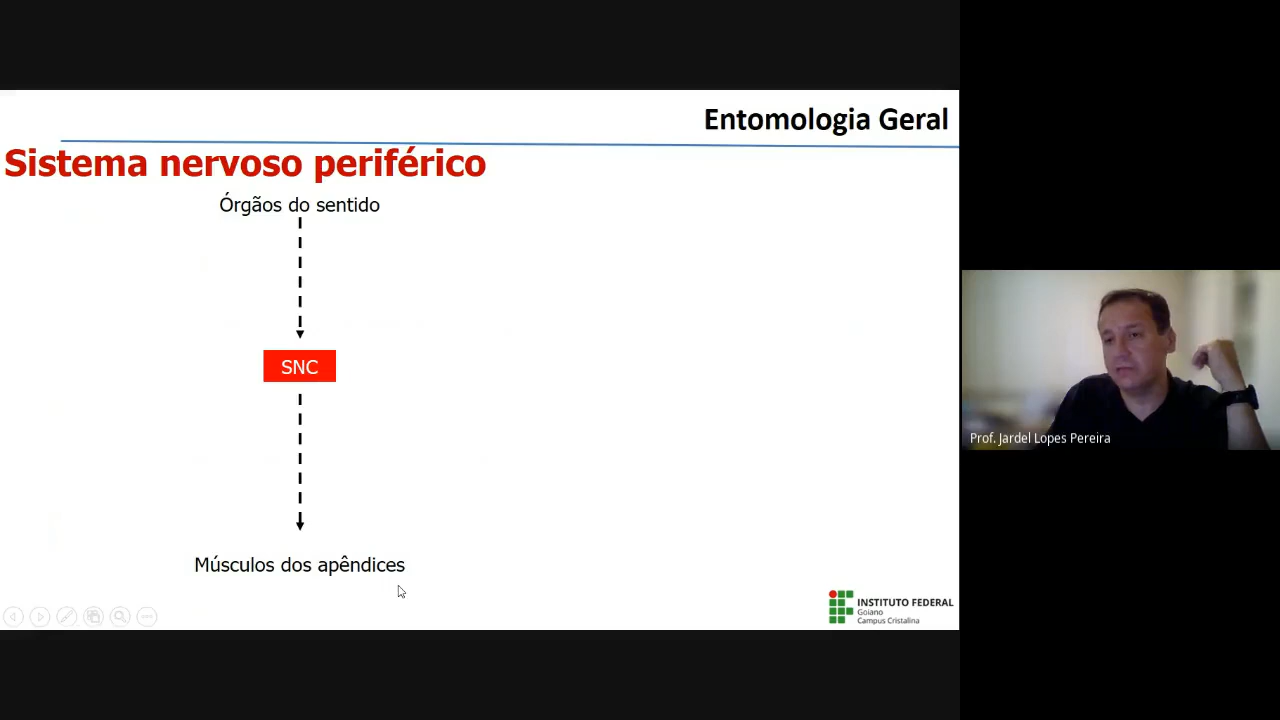 Entomologia Geral
Sistema nervoso periférico
Órgãos do sentido
SNC
Músculos dos apêndices
INSTITUTO FEDERAL
Goiano
Campus Cristalina
Prof. Jardel Lopes Pereira